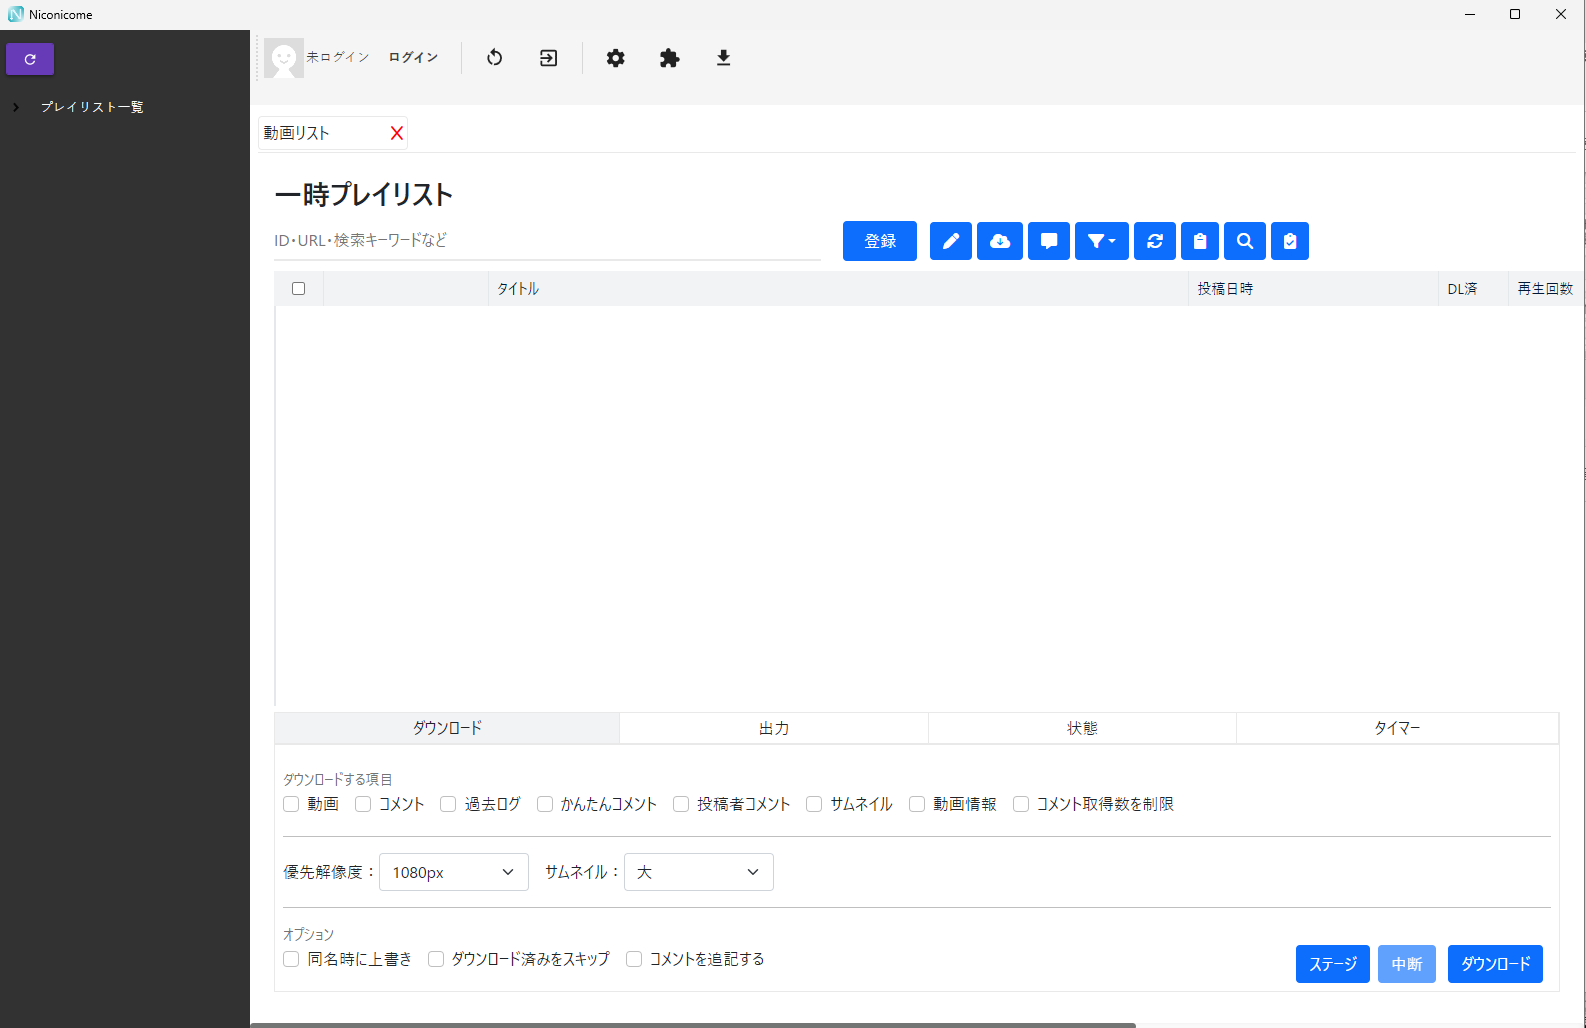 Niconicome
未ログイン ログイン
プレイリスト一覧
動画リスト X
一時プレイリスト
ID・URL・検索キーワードなど 登録
タイトル 投稿日時 DL済 再生回数
ダウンロード 出力 状態 タイマー
ダウンロードする項目
動画 コメント 過去ログ かんたんコメント 投稿者コメント サムネイル 動画情報 コメント取得数を制限
優先解像度： 1080px サムネイル： 大
オプション
同名時に上書き ダウンロード済みをスキップ コメントを追記する
ステージ 中断 ダウンロード